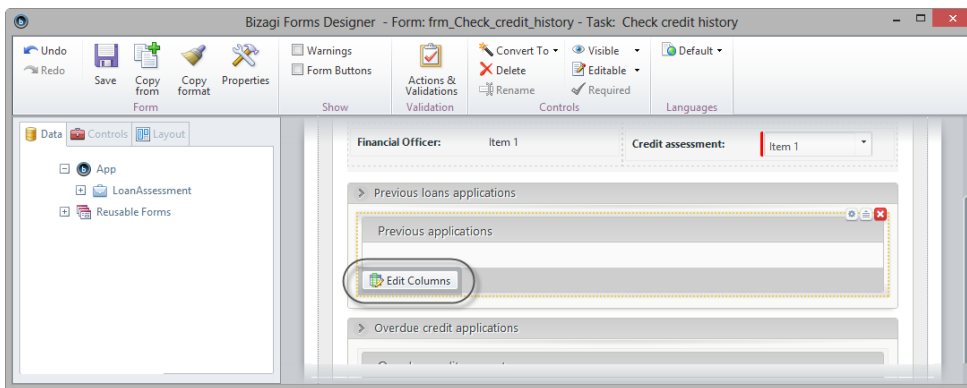 Bizagi Forms Designer - Form: frm_Check_credit_history - Task: Check credit history
Undo
Redo
Save
Copy from
Copy format
Properties
Form
Warnings
Form Buttons
Show
Actions & Validations
Validation
Convert To
Delete
Rename
Visible
Editable
Required
Controls
Default
Languages
Data
Controls
Layout
App
LoanAssessment
Reusable Forms
Financial Officer: Item 1 Credit assessment: Item 1
Previous loans applications
Previous applications
Edit Columns
Overdue credit applications